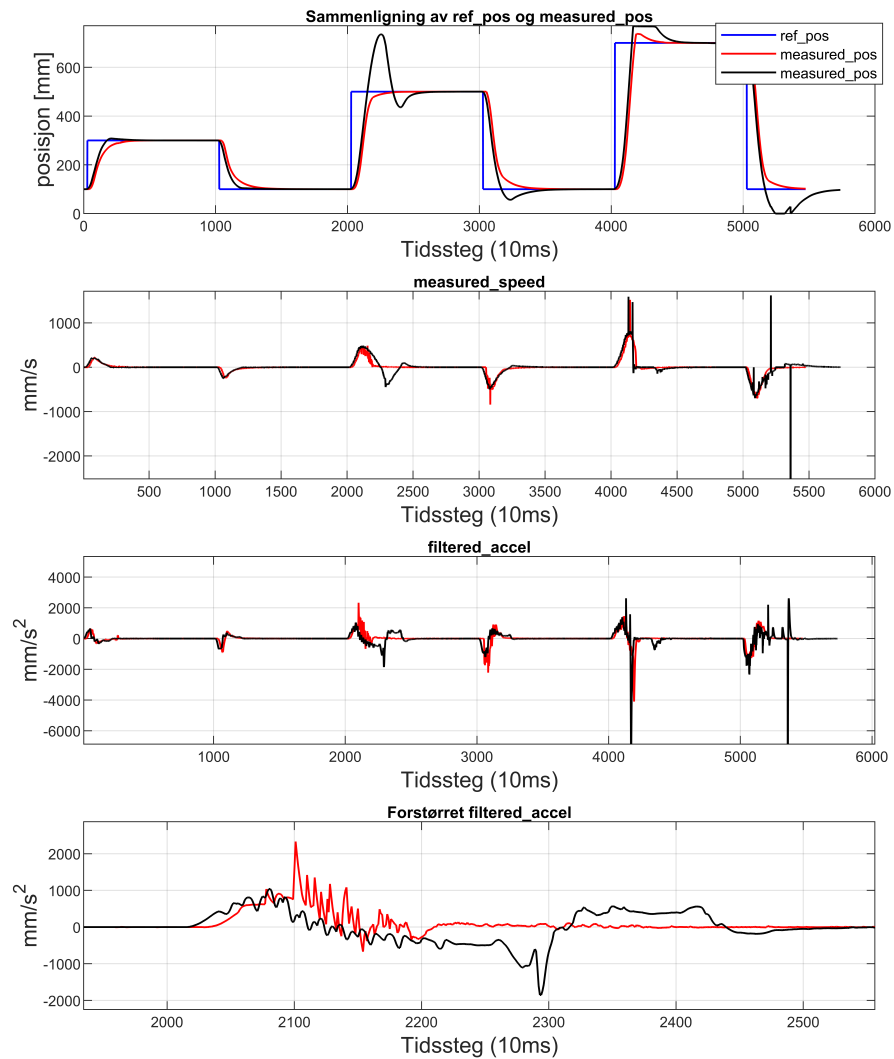 Sammenligning av ref_pos og measured_pos
ref_pos
measured_pos
measured_pos
posisjon [mm]
600
400
200
0
0 1000 2000 3000 4000 5000 6000
Tidssteg (10ms)
measured_speed
mm/s
1000
0
-1000
-2000
500 1000 1500 2000 2500 3000 3500 4000 4500 5000 5500 6000
Tidssteg (10ms)
filtered_accel
mm/s²
4000
2000
0
-2000
-4000
-6000
1000 2000 3000 4000 5000 6000
Tidssteg (10ms)
Forstørret filtered_accel
mm/s²
2000
1000
0
-1000
-2000
2000 2100 2200 2300 2400 2500
Tidssteg (10ms)